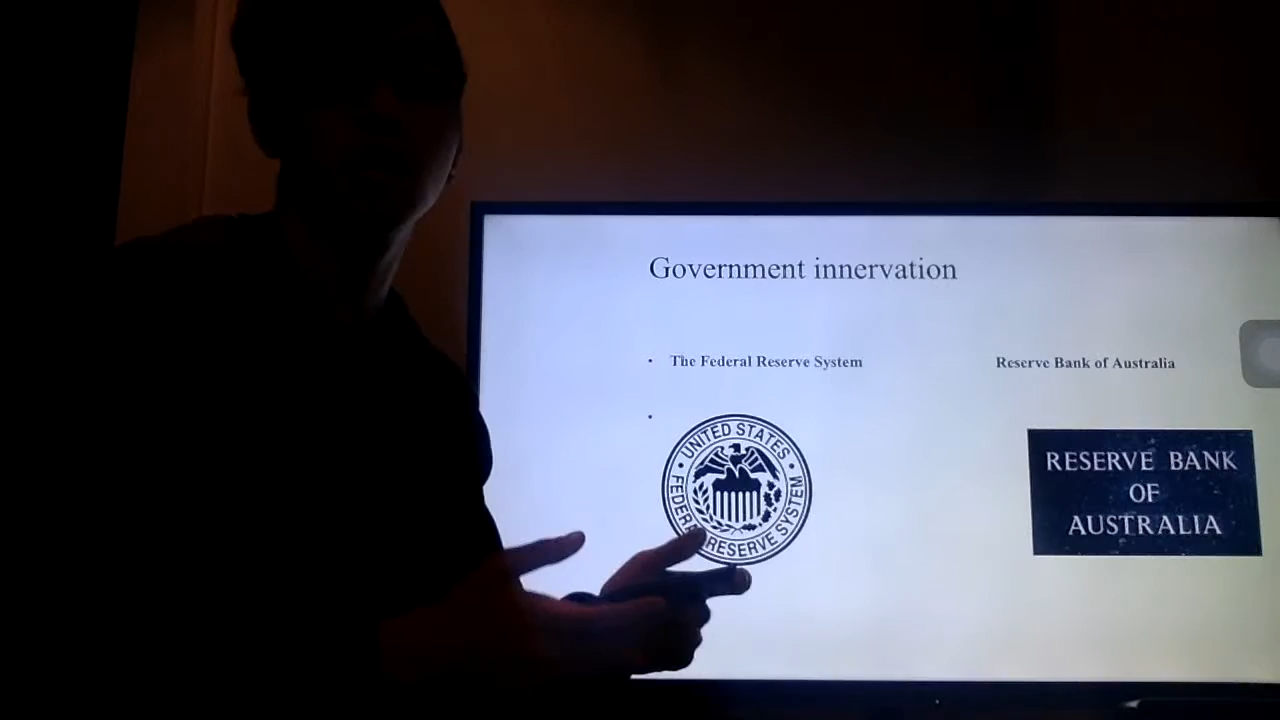 Government innervation
• The Federal Reserve System
Reserve Bank of Australia
•
UNITED STATES
FEDERAL RESERVE SYSTEM
RESERVE BANK
OF
AUSTRALIA